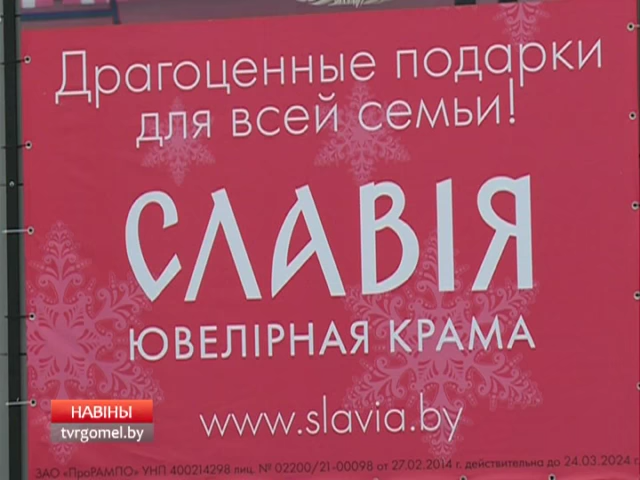 Драгоценные подарки
для всей семьи!
СЛАВІЯ
ЮВЕЛІРНАЯ КРАМА
www.slavia.by
НАВІНЫ
tvrgomel.by
ЗАО «ПроРАМПО» УНП 400214298 лиц. № 02200/21-00098 от 27.02.2014 г. действительна до 24.03.2024 г.